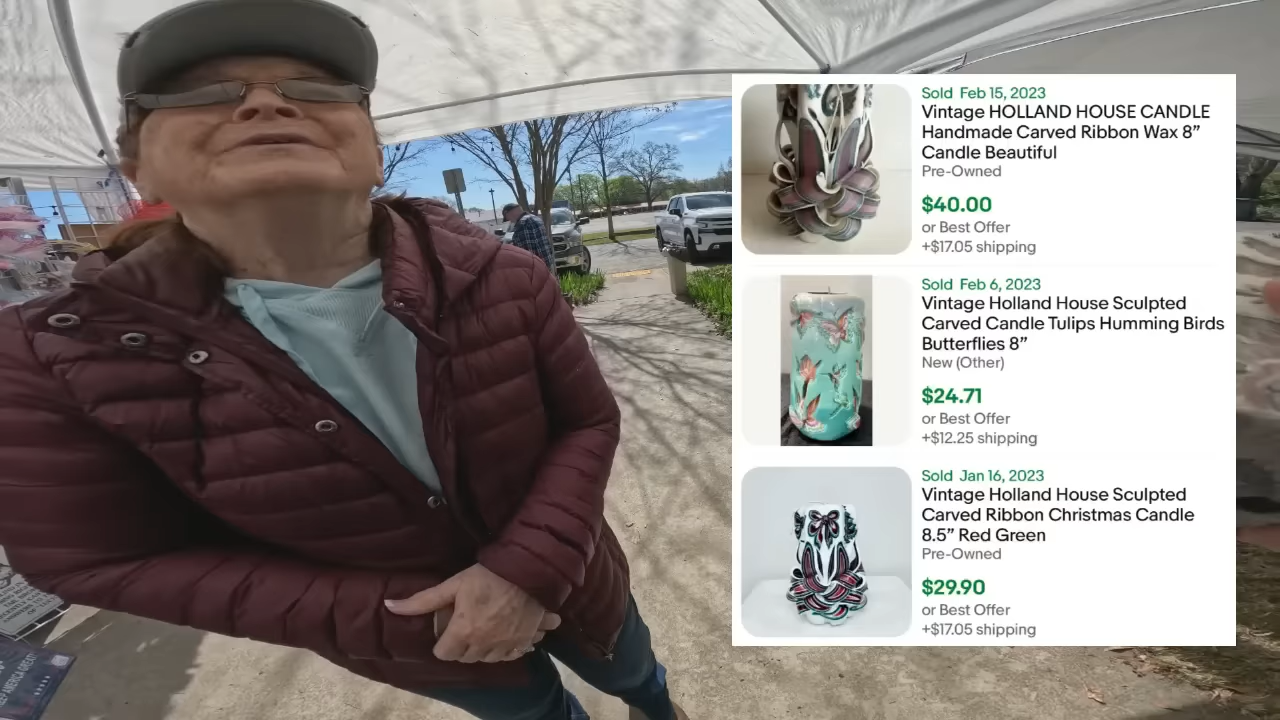 Sold Feb 15, 2023
Vintage HOLLAND HOUSE CANDLE
Handmade Carved Ribbon Wax 8”
Candle Beautiful
Pre-Owned
$40.00
or Best Offer
+$17.05 shipping
Sold Feb 6, 2023
Vintage Holland House Sculpted
Carved Candle Tulips Humming Birds
Butterflies 8”
New (Other)
$24.71
or Best Offer
+$12.25 shipping
Sold Jan 16, 2023
Vintage Holland House Sculpted
Carved Ribbon Christmas Candle
8.5” Red Green
Pre-Owned
$29.90
or Best Offer
+$17.05 shipping
AMERICA GREAT